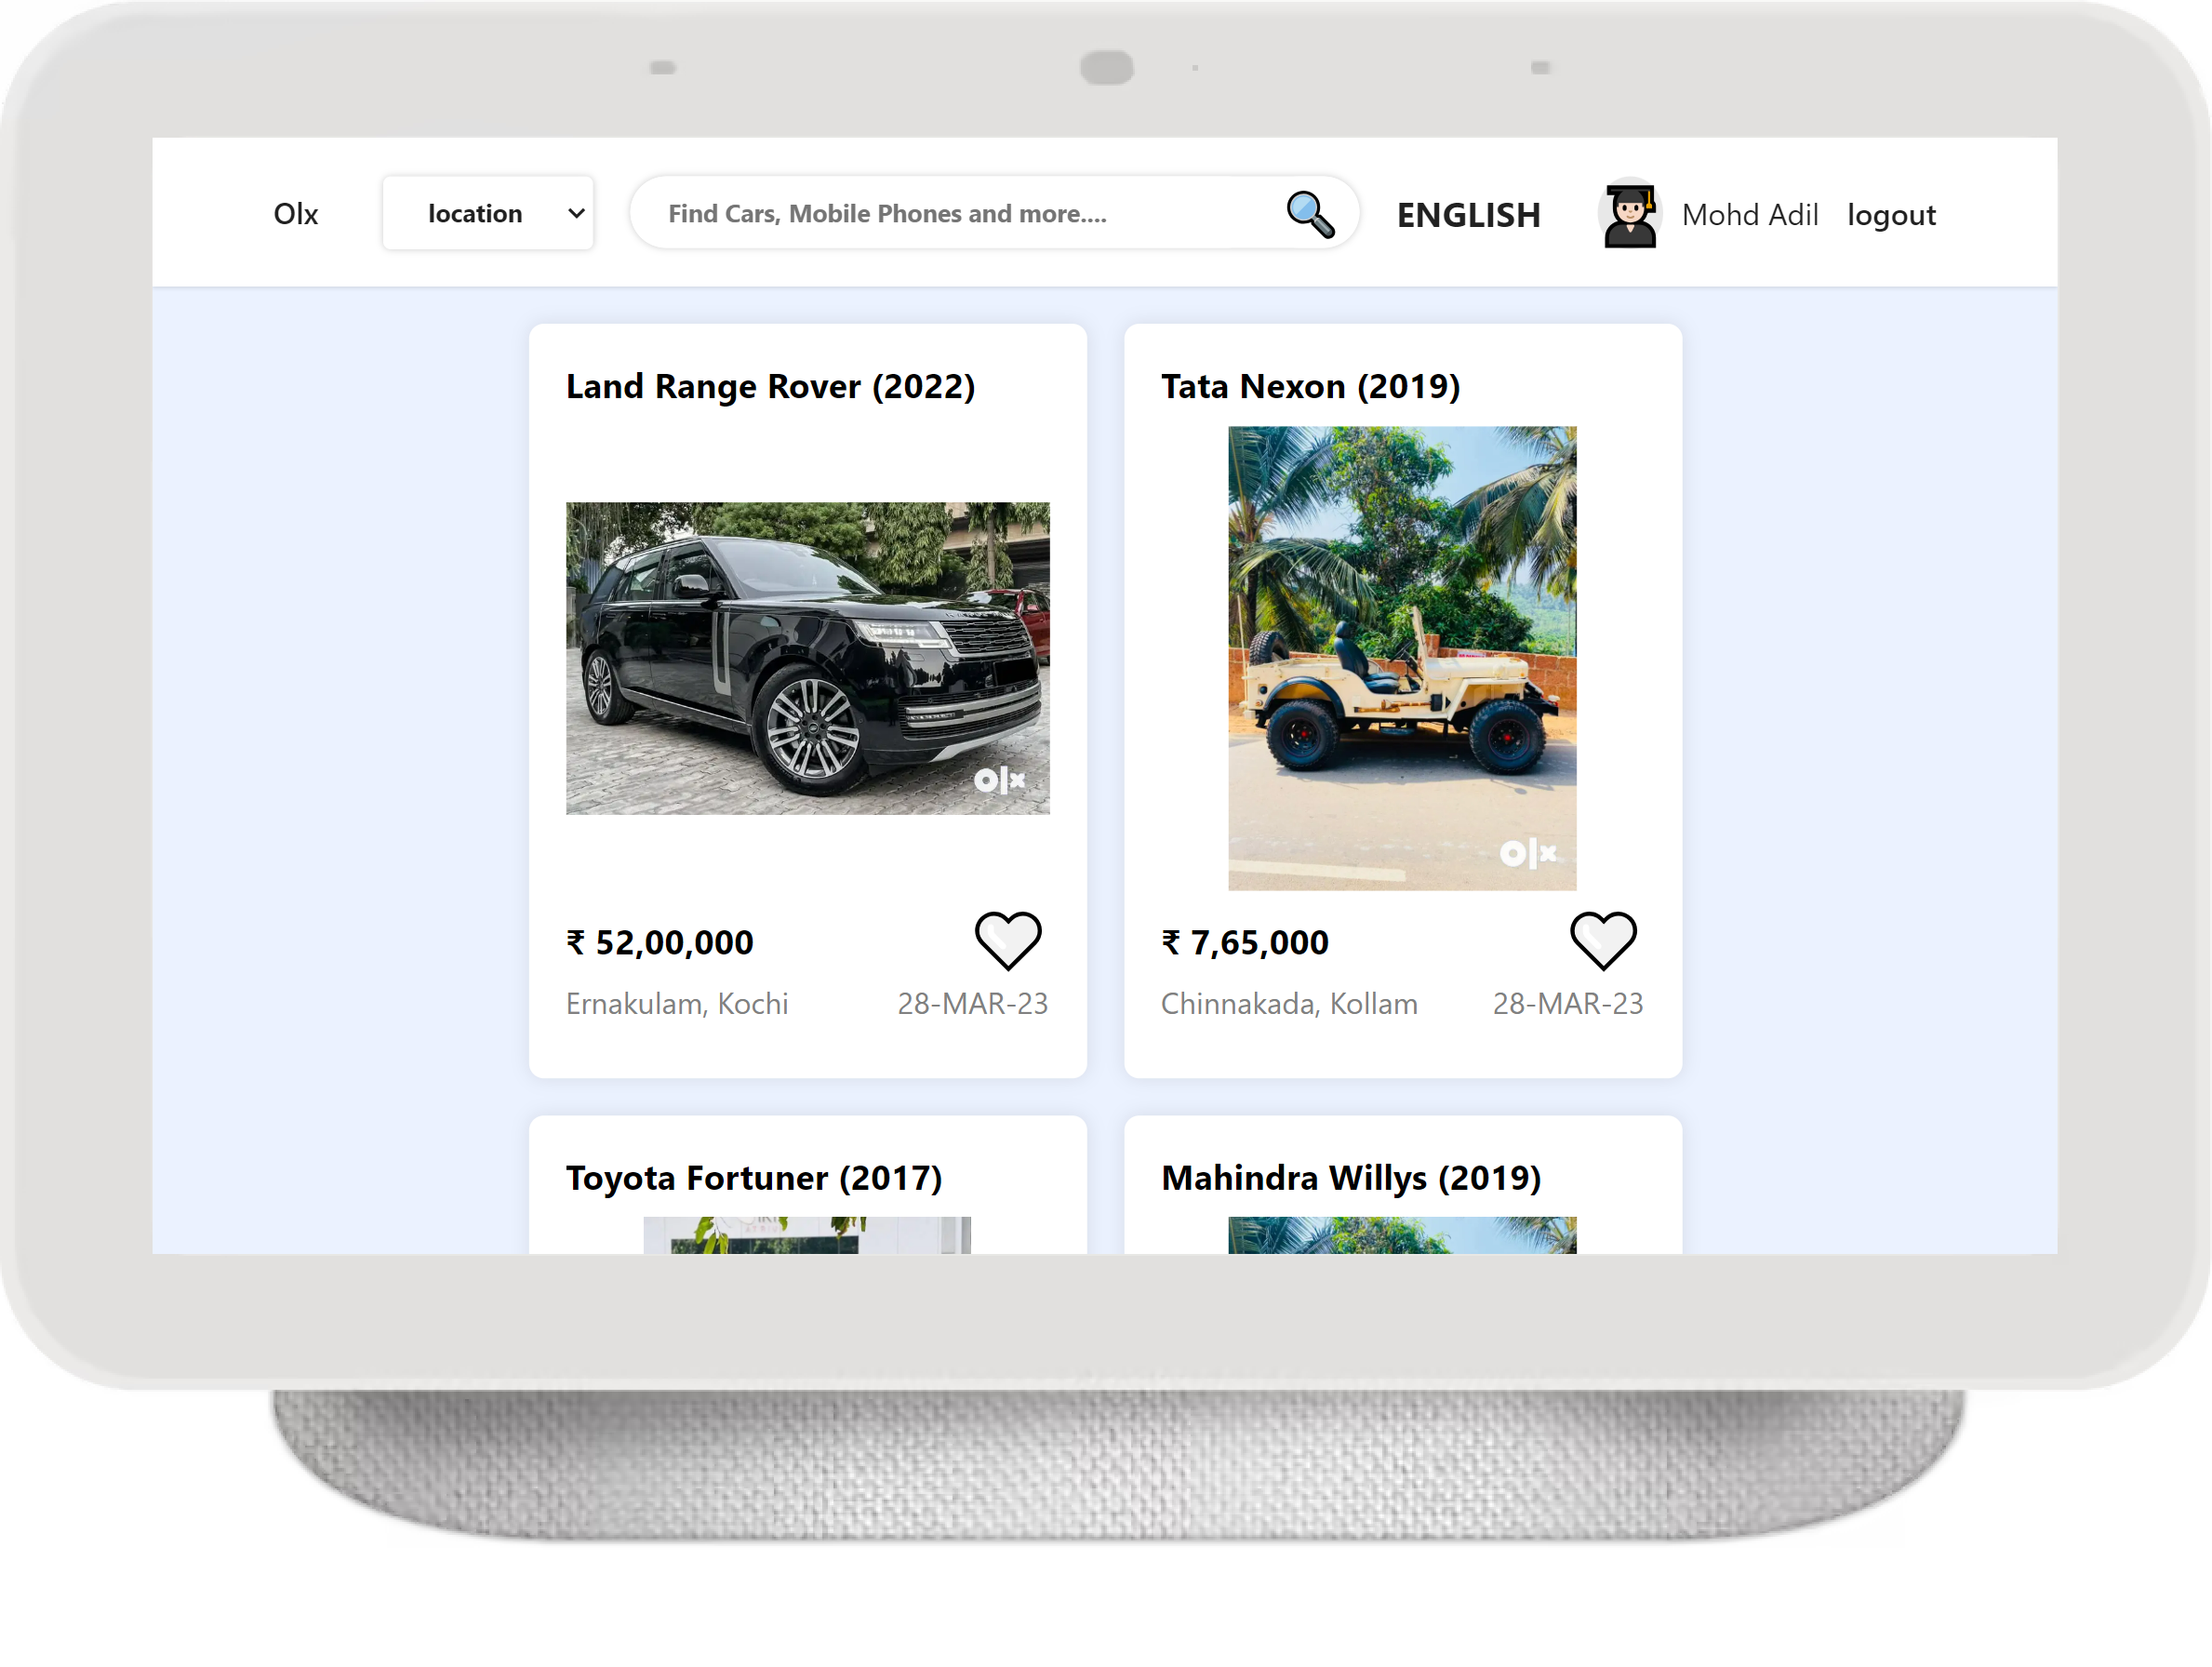 Olx location Find Cars, Mobile Phones and more.... ENGLISH Mohd Adil logout
Land Range Rover (2022)
olx
₹ 52,00,000
Ernakulam, Kochi 28-MAR-23
Tata Nexon (2019)
olx
₹ 7,65,000
Chinnakada, Kollam 28-MAR-23
Toyota Fortuner (2017)
Mahindra Willys (2019)